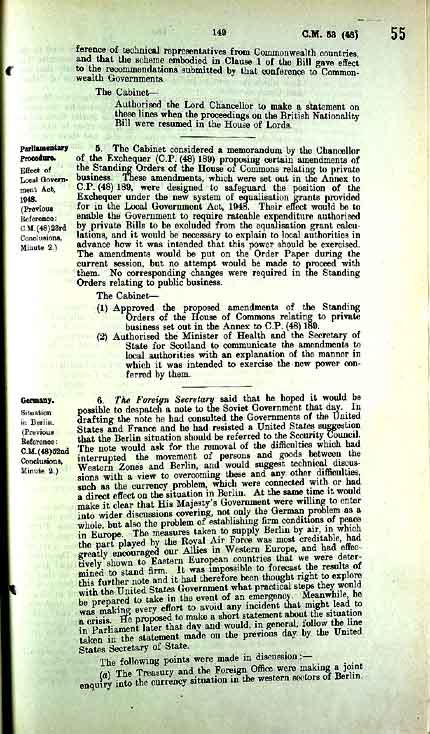 149 C.M. 53 (48) 55
ference of technical representatives from Commonwealth countries,
and that the scheme embodied in Clause 1 of the Bill gave effect
to the recommendations submitted by that conference to Common-
wealth Governments.
The Cabinet—
Authorised the Lord Chancellor to make a statement on
these lines when the proceedings on the British Nationality
Bill were resumed in the House of Lords.
Parliamentary
Procedure.
Effect of
Local Govern-
ment Act,
1948.
(Previous
Reference:
C.M.(48)23rd
Conclusions,
Minute 2.)
5. The Cabinet considered a memorandum by the Chancellor
of the Exchequer (C.P. (48) 189) proposing certain amendments of
the Standing Orders of the House of Commons relating to private
business. These amendments, which were set out in the Annex to
C.P. (48) 189, were designed to safeguard the position of the
Exchequer under the new system of equalisation grants provided
for in the Local Government Act, 1948. Their effect would be to
enable the Government to require rateable expenditure authorised
by private Bills to be excluded from the equalisation grant calcu-
lations, and it would be necessary to explain to local authorities in
advance how it was intended that this power should be exercised.
The amendments would be put on the Order Paper during the
current session, but no attempt would be made to proceed with
them. No corresponding changes were required in the Standing
Orders relating to public business.
The Cabinet—
(1) Approved the proposed amendments of the Standing
Orders of the House of Commons relating to private
business set out in the Annex to C.P. (48) 189.
(2) Authorised the Minister of Health and the Secretary of
State for Scotland to communicate the amendments to
local authorities with an explanation of the manner in
which it was intended to exercise the new power con-
ferred by them.
Germany.
Situation
in Berlin.
(Previous
Reference:
C.M.(48)52nd
Conclusions,
Minute 2.)
6. The Foreign Secretary said that he hoped it would be
possible to despatch a note to the Soviet Government that day. In
drafting the note he had consulted the Governments of the United
States and France and he had resisted a United States suggestion
that the Berlin situation should be referred to the Security Council.
The note would ask for the removal of the difficulties which had
interrupted the movement of persons and goods between the
Western Zones and Berlin, and would suggest technical discus-
sions with a view to overcoming these and any other difficulties,
such as the currency problem, which were connected with or had
a direct effect on the situation in Berlin. At the same time it would
make it clear that His Majesty's Government were willing to enter
into wider discussions covering, not only the German problem as a
whole, but also the problem of establishing firm conditions of peace
in Europe. The measures taken to supply Berlin by air, in which
the part played by the Royal Air Force was most creditable, had
greatly encouraged our Allies in Western Europe, and had effec-
tively shown to Eastern European countries that we were deter-
mined to stand firm. It was impossible to forecast the results of
this further note and it had therefore been thought right to explore
with the United States Government what practical steps they would
be prepared to take in the event of an emergency. Meanwhile, he
was making every effort to avoid any incident that might lead to
a crisis. He proposed to make a short statement about the situation
in Parliament later that day and would, in general, follow the line
taken in the statement made on the previous day by the United
States Secretary of State.
The following points were made in discussion:—
(a) The Treasury and the Foreign Office were making a joint
enquiry into the currency situation in the western sectors of Berlin.